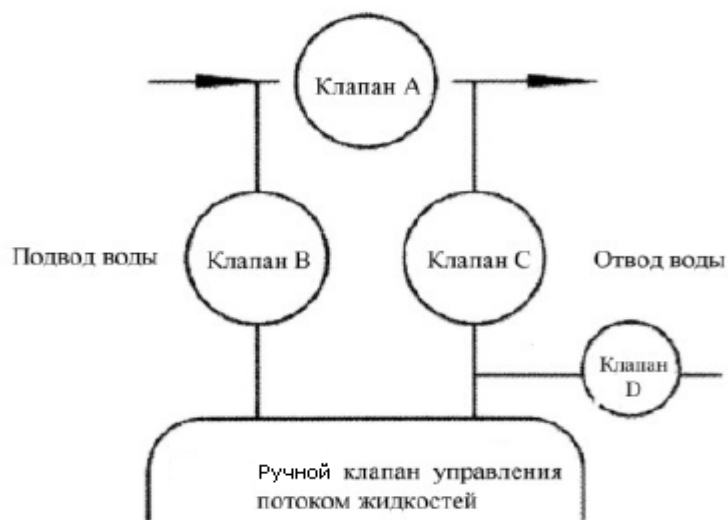 Клапан A
Подвод воды
Клапан B
Клапан C
Отвод воды
Клапан
D
Ручной клапан управления
потоком жидкостей